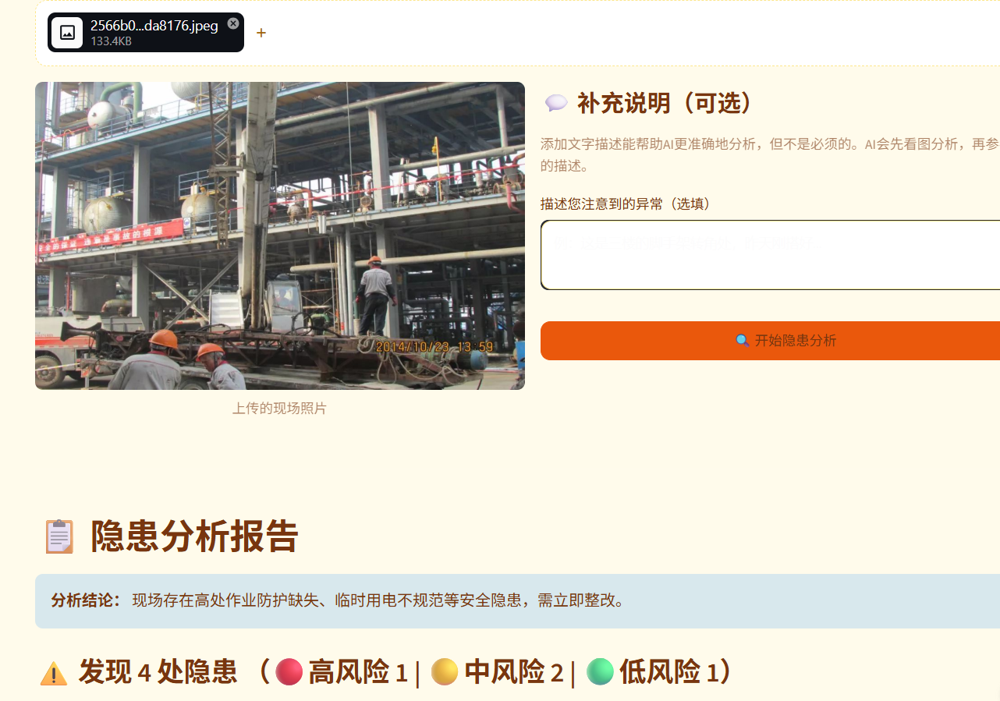 2566b0...da8176.jpeg
133.4KB
补充说明（可选）
添加文字描述能帮助AI更准确地分析，但不是必须的。AI会先看图分析，再参
的描述。
描述您注意到的异常（选填）
全的保证 违章是事故的根源
2014/10/23 13:59
🔍 开始隐患分析
上传的现场照片
隐患分析报告
分析结论： 现场存在高处作业防护缺失、临时用电不规范等安全隐患，需立即整改。
发现 4 处隐患 （🔴高风险 1 | 🟡中风险 2 | 🟢低风险 1）